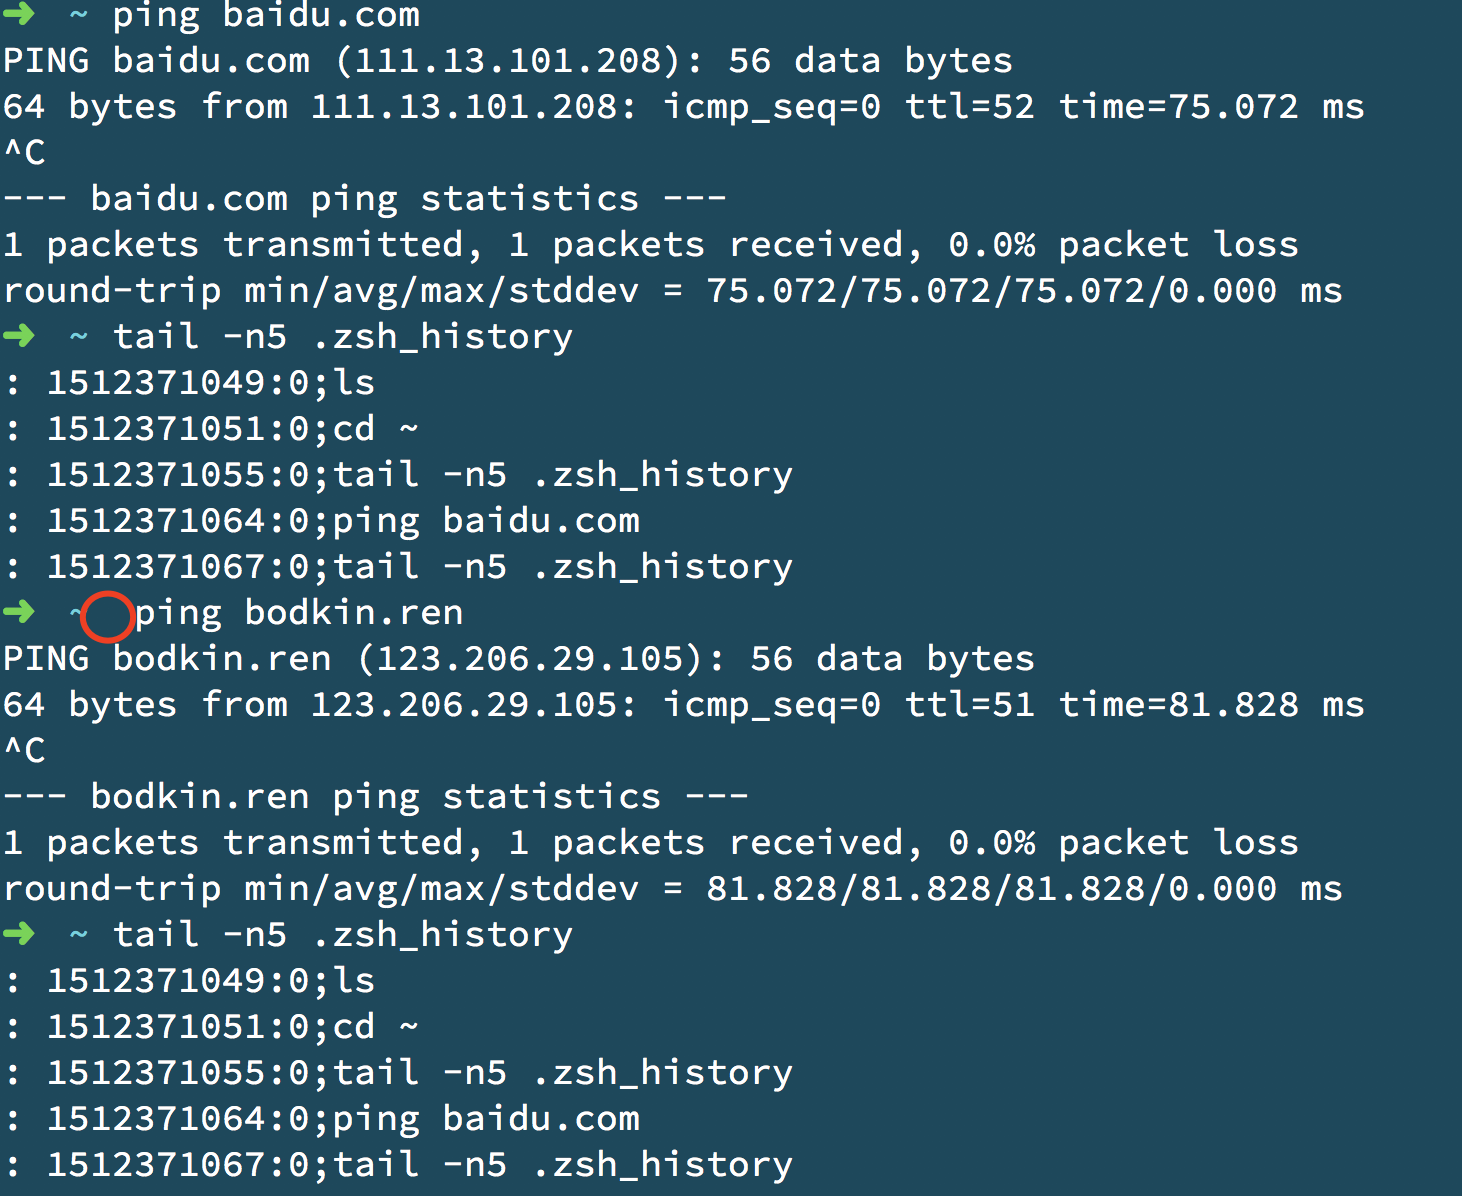 ➜  ~ ping baidu.com
PING baidu.com (111.13.101.208): 56 data bytes
64 bytes from 111.13.101.208: icmp_seq=0 ttl=52 time=75.072 ms
^C
--- baidu.com ping statistics ---
1 packets transmitted, 1 packets received, 0.0% packet loss
round-trip min/avg/max/stddev = 75.072/75.072/75.072/0.000 ms
➜  ~ tail -n5 .zsh_history
: 1512371049:0;ls
: 1512371051:0;cd ~
: 1512371055:0;tail -n5 .zsh_history
: 1512371064:0;ping baidu.com
: 1512371067:0;tail -n5 .zsh_history
➜  ~  ping bodkin.ren
PING bodkin.ren (123.206.29.105): 56 data bytes
64 bytes from 123.206.29.105: icmp_seq=0 ttl=51 time=81.828 ms
^C
--- bodkin.ren ping statistics ---
1 packets transmitted, 1 packets received, 0.0% packet loss
round-trip min/avg/max/stddev = 81.828/81.828/81.828/0.000 ms
➜  ~ tail -n5 .zsh_history
: 1512371049:0;ls
: 1512371051:0;cd ~
: 1512371055:0;tail -n5 .zsh_history
: 1512371064:0;ping baidu.com
: 1512371067:0;tail -n5 .zsh_history